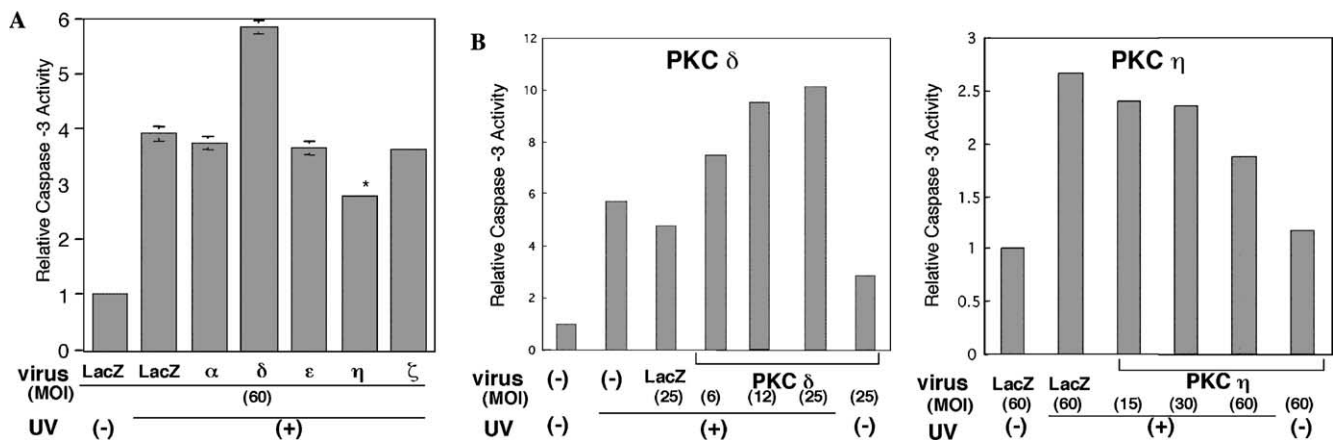 A
Relative Caspase -3 Activity
6
5
4
3
2
1
0
virus LacZ LacZ α δ ε η ζ
*
(MOI) (60)
UV (-) (+)
B
PKC δ
Relative Caspase -3 Activity
12
10
8
6
4
2
0
virus (-) (-) LacZ PKC δ
(MOI) (25) (6) (12) (25) (25)
UV (-) (+) (-)
PKC η
Relative Caspase -3 Activity
3
2.5
2
1.5
1
0.5
0
virus LacZ LacZ PKC η
(MOI) (60) (60) (15) (30) (60) (60)
UV (-) (+) (-)